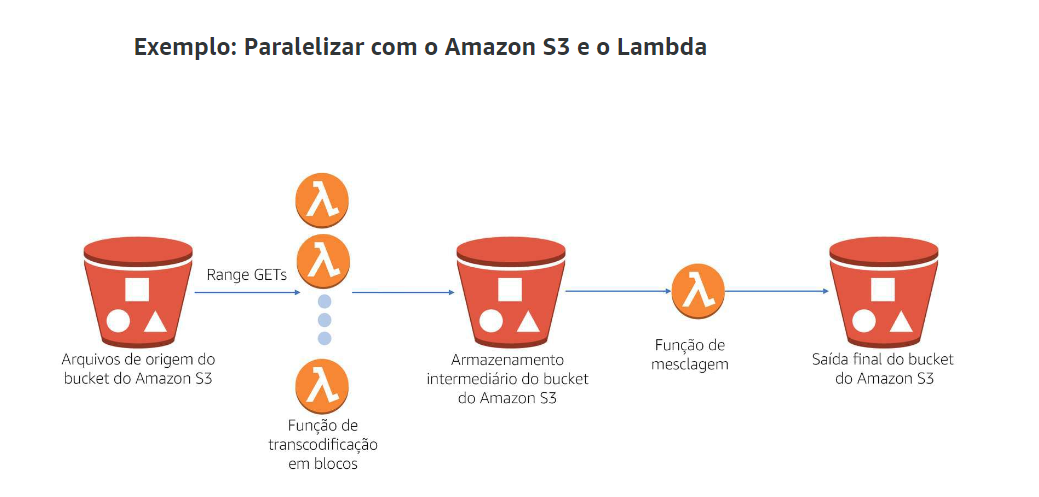 Exemplo: Paralelizar com o Amazon S3 e o Lambda
Range GETs
Arquivos de origem do
bucket do Amazon S3
Função de
transcodificação
em blocos
Armazenamento
intermediário do bucket
do Amazon S3
Função de
mesclagem
Saída final do bucket
do Amazon S3